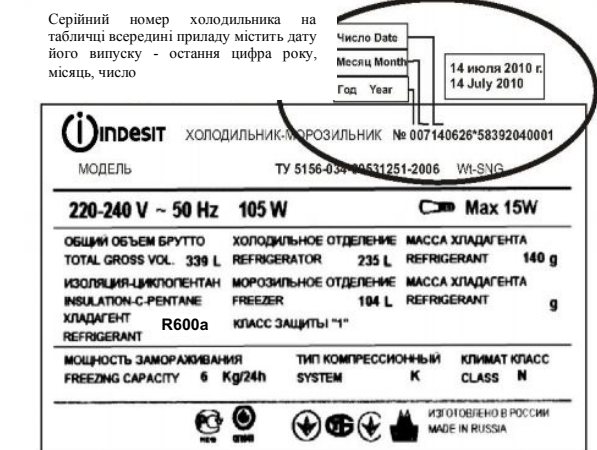 Серійний номер холодильника на
табличці всередині приладу містить дату
його випуску - остання цифра року,
місяць, число
Число Date
Месяц Month
Год Year
14 июля 2010 г.
14 July 2010
INDESIT ХОЛОДИЛЬНИК-МОРОЗИЛЬНИК № 007140626*58392040001
МОДЕЛЬ ТУ 5156-034-00531251-2006 Wt-SNG
220-240 V ~ 50 Hz 105 W Max 15W
ОБЩИЙ ОБЪЕМ БРУТТО ХОЛОДИЛЬНОЕ ОТДЕЛЕНИЕ МАССА ХЛАДАГЕНТА
TOTAL GROSS VOL. 339 L REFRIGERATOR 235 L REFRIGERANT 140 g
ИЗОЛЯЦИЯ-ЦИКЛОПЕНТАН МОРОЗИЛЬНОЕ ОТДЕЛЕНИЕ МАССА ХЛАДАГЕНТА
INSULATION-C-PENTANE FREEZER 104 L REFRIGERANT g
ХЛАДАГЕНТ R600a КЛАСС ЗАЩИТЫ "1"
REFRIGERANT
МОЩНОСТЬ ЗАМОРАЖИВАНИЯ ТИП КОМПРЕССИОННЫЙ КЛИМАТ КЛАСС
FREEZING CAPACITY 6 Kg/24h SYSTEM K CLASS N
ИЗГОТОВЛЕНО В РОССИИ
MADE IN RUSSIA